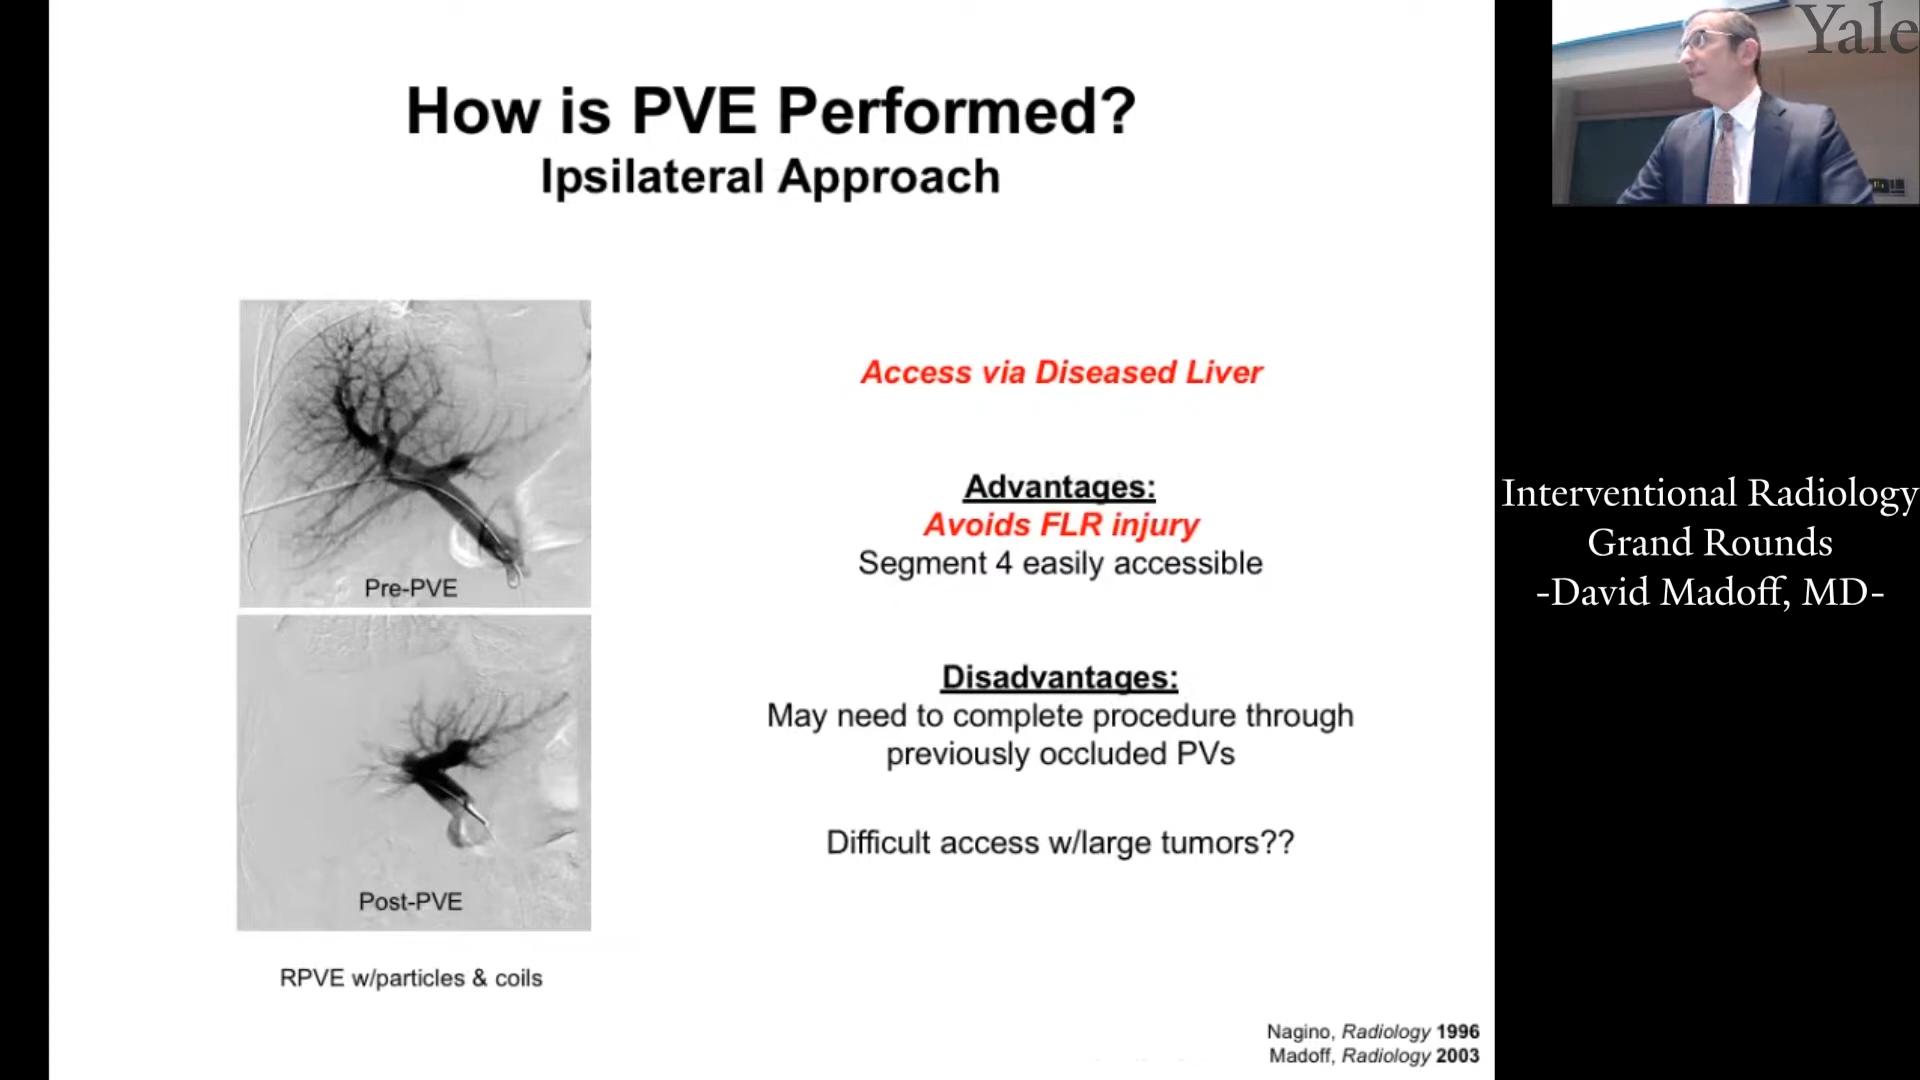 How is PVE Performed?
Ipsilateral Approach
Access via Diseased Liver
Advantages:
Avoids FLR injury
Segment 4 easily accessible
Disadvantages:
May need to complete procedure through
previously occluded PVs
Difficult access w/large tumors??
Pre-PVE
Post-PVE
RPVE w/particles & coils
Nagino, Radiology 1996
Madoff, Radiology 2003
Yale
Interventional Radiology
Grand Rounds
-David Madoff, MD-